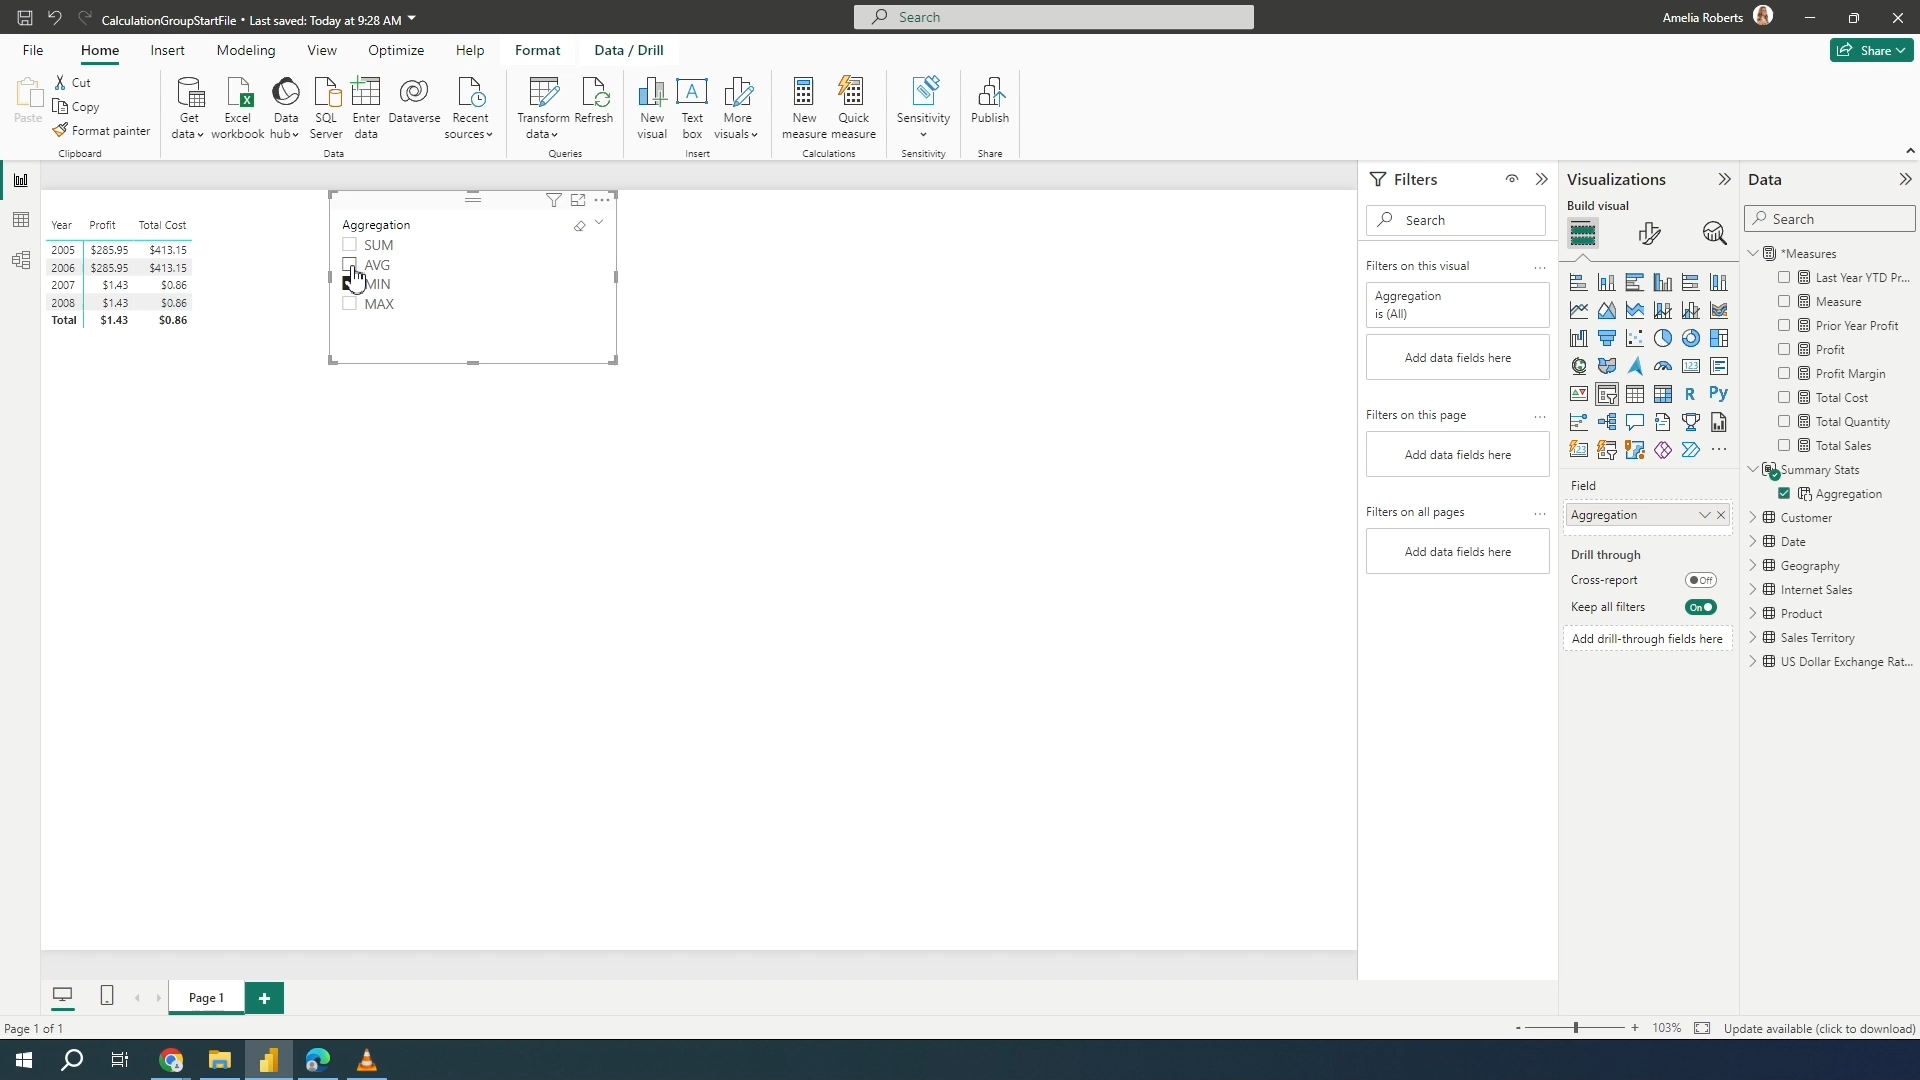 CalculationGroupStartFile • Last saved: Today at 9:28 AM
Search
Amelia Roberts
File Home Insert Modeling View Optimize Help Format Data / Drill
Share
Paste
Cut
Copy
Format painter
Get data
Excel workbook
Data hub
SQL Server
Enter data
Dataverse
Recent sources
Transform data
Refresh
New visual
Text box
More visuals
New measure
Quick measure
Sensitivity
Publish
Clipboard Data Queries Insert Calculations Sensitivity Share
Year Profit Total Cost
2005 $285.95 $413.15
2006 $285.95 $413.15
2007 $1.43 $0.86
2008 $1.43 $0.86
Total $1.43 $0.86
Aggregation
SUM
AVG
MIN
MAX
Filters
Search
Filters on this visual
Aggregation
is (All)
Add data fields here
Filters on this page
Add data fields here
Filters on all pages
Add data fields here
Visualizations
Build visual
123
R
Py
123
Field
Aggregation
Drill through
Cross-report Off
Keep all filters On
Add drill-through fields here
Data
Search
*Measures
Last Year YTD Pr...
Measure
Prior Year Profit
Profit
Profit Margin
Total Cost
Total Quantity
Total Sales
Summary Stats
Aggregation
Customer
Date
Geography
Internet Sales
Product
Sales Territory
US Dollar Exchange Rat...
Page 1
Page 1 of 1
- + 103%
Update available (click to download)